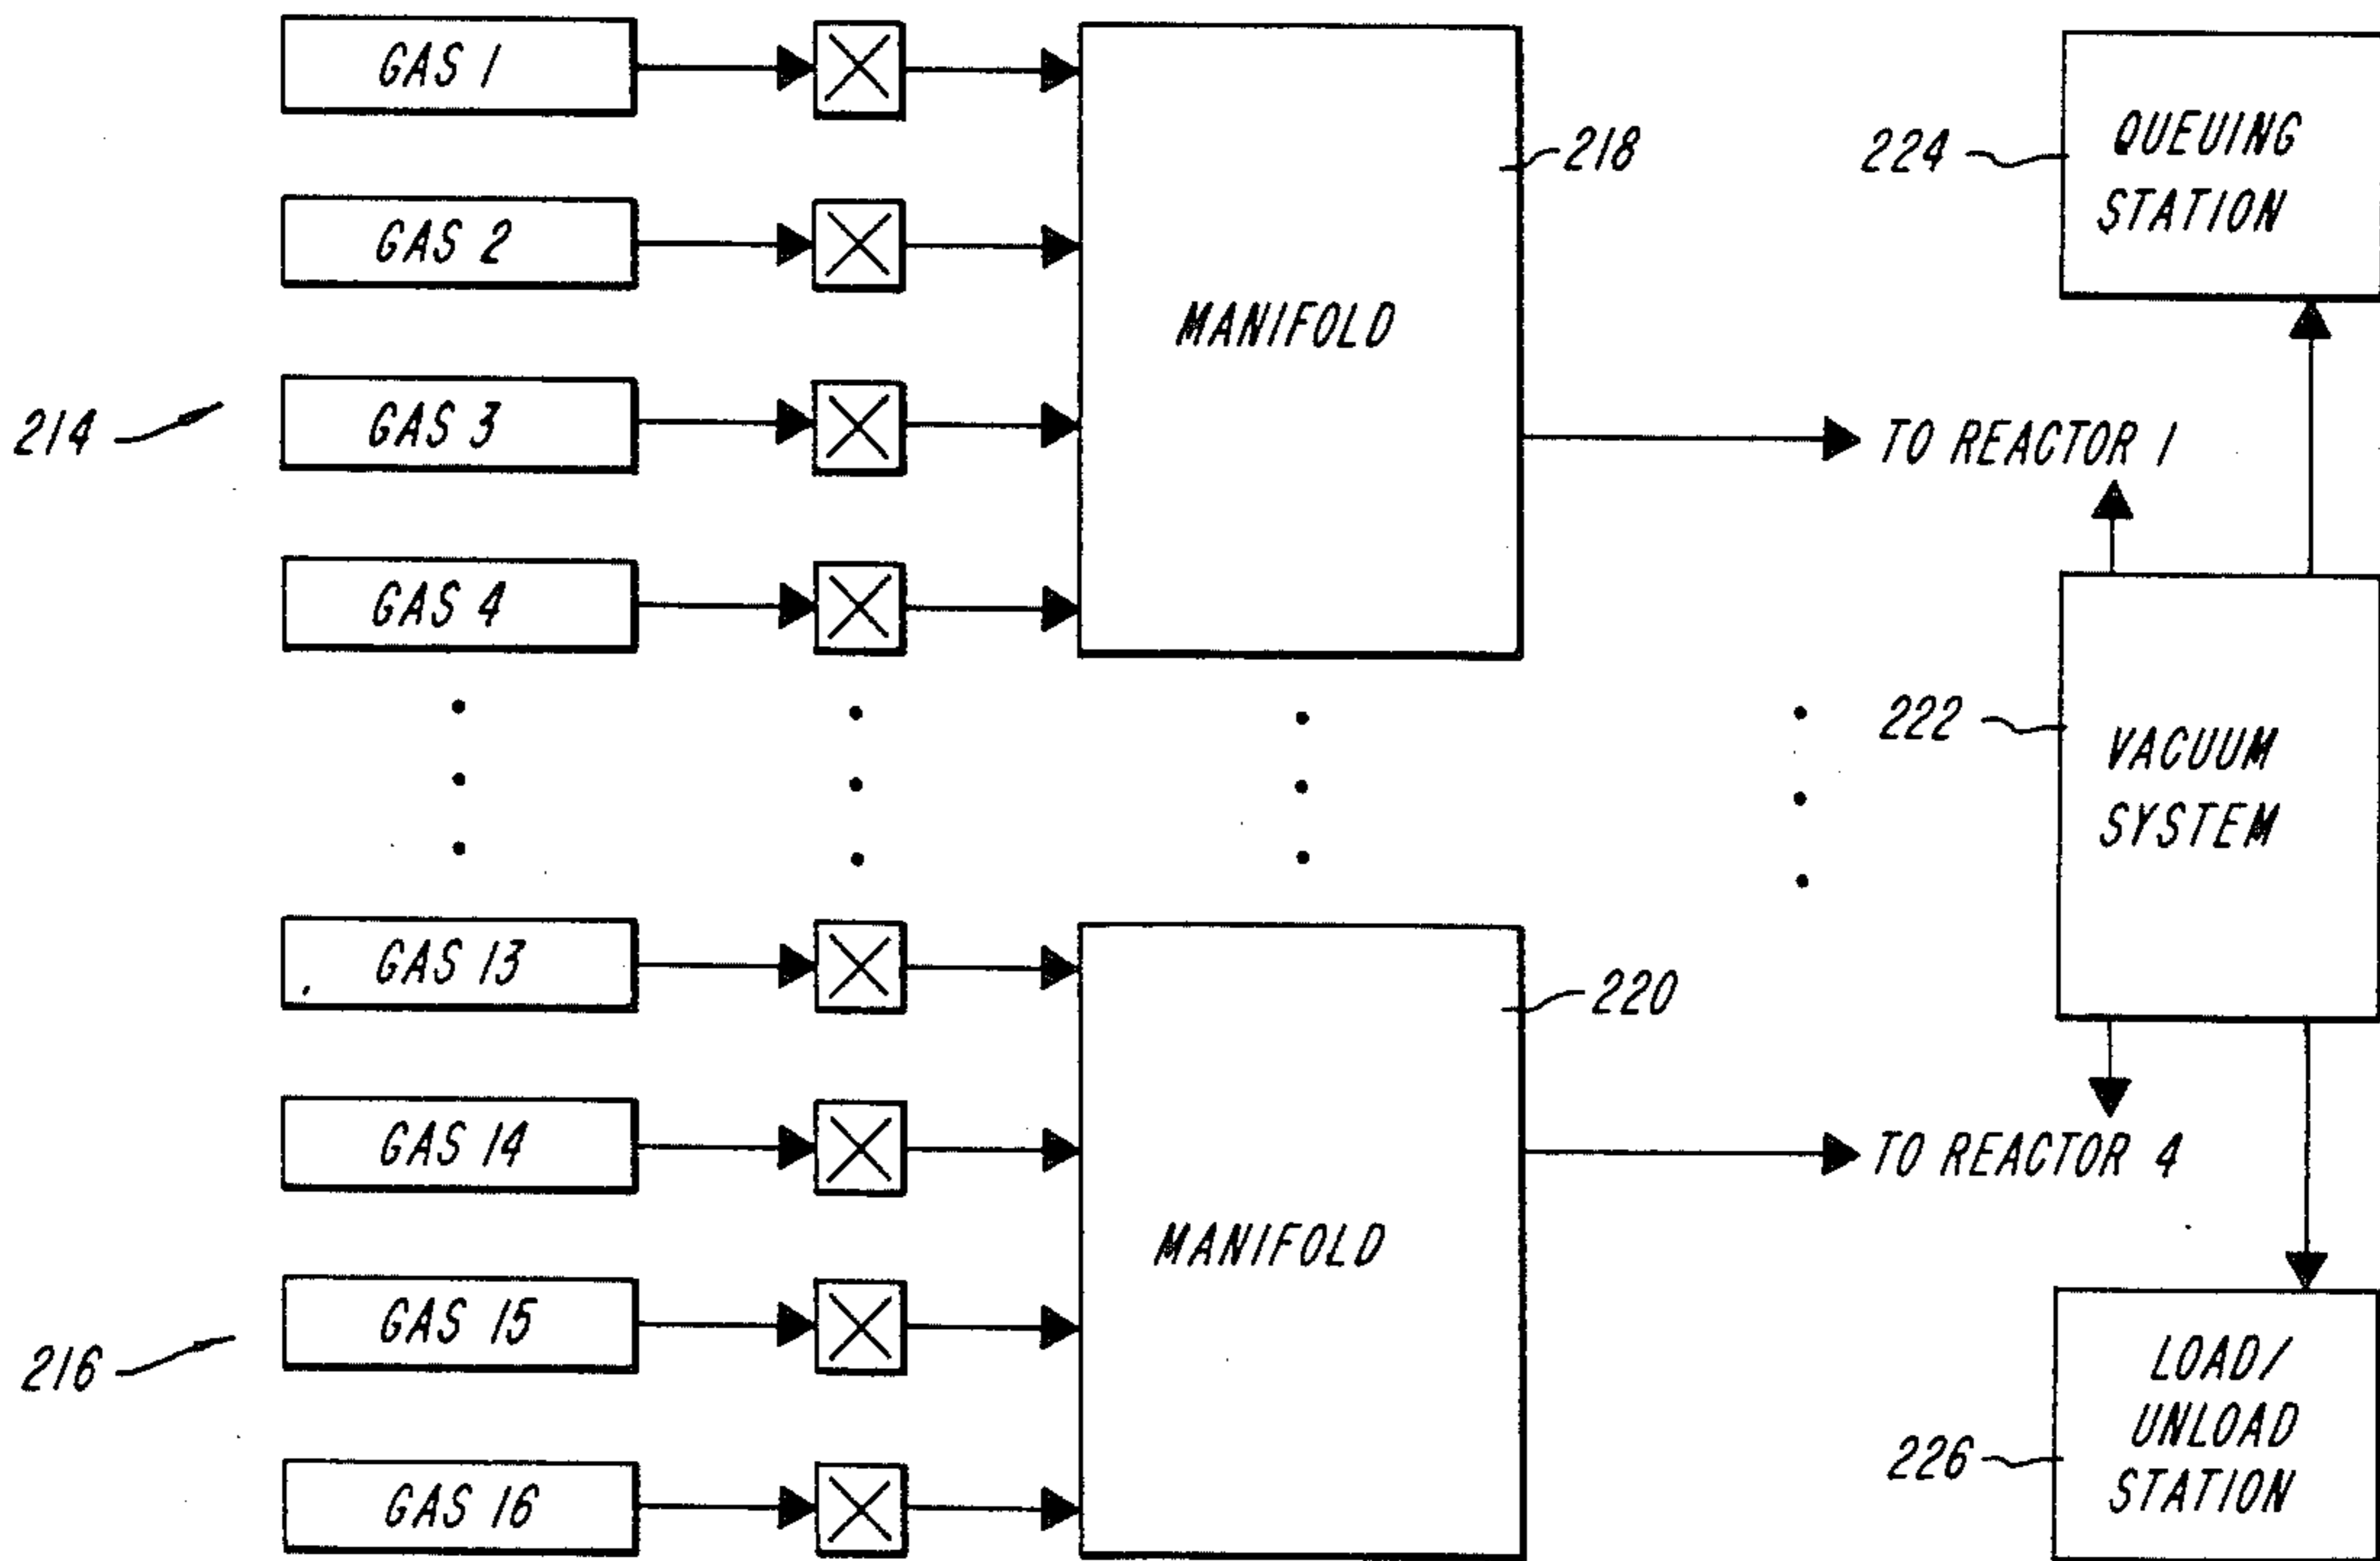 GAS 1
GAS 2
GAS 3
GAS 4
214
MANIFOLD
218
TO REACTOR 1
224
QUEUING
STATION
222
VACUUM
SYSTEM
GAS 13
GAS 14
GAS 15
GAS 16
216
MANIFOLD
220
TO REACTOR 4
226
LOAD/
UNLOAD
STATION